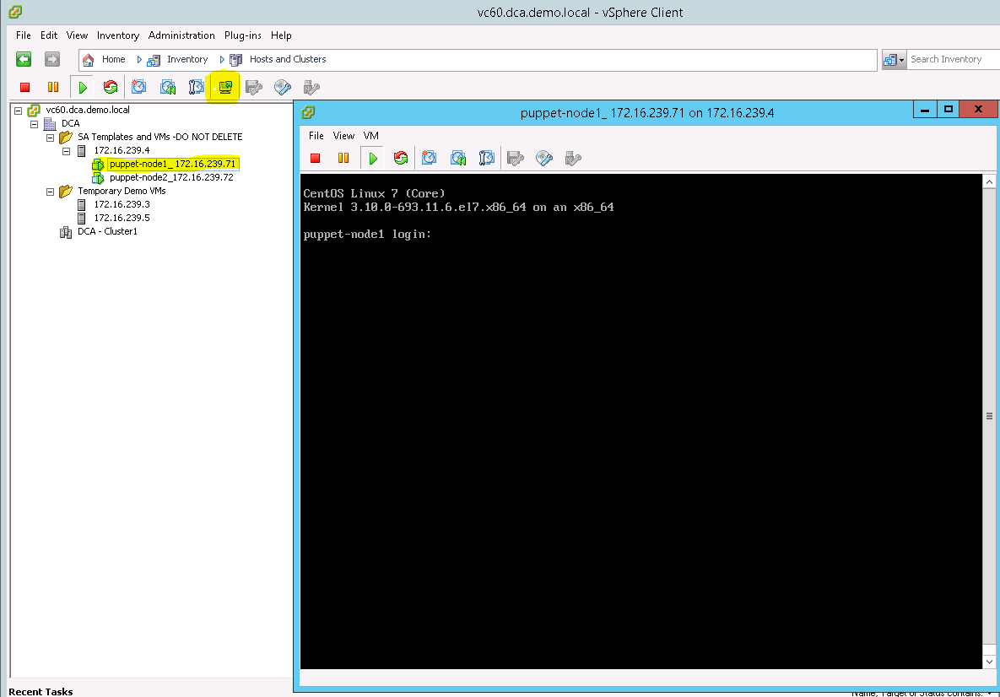 vc60.dca.demo.local - vSphere Client
File Edit View Inventory Administration Plug-ins Help
Home Inventory Hosts and Clusters Search Inventory
vc60.dca.demo.local
DCA
SA Templates and VMs -DO NOT DELETE
172.16.239.4
puppet-node1_ 172.16.239.71
puppet-node2_172.16.239.72
Temporary Demo VMs
172.16.239.3
172.16.239.5
DCA - Cluster1
puppet-node1_ 172.16.239.71 on 172.16.239.4
File View VM
CentOS Linux 7 (Core)
Kernel 3.10.0-693.11.6.el7.x86_64 on an x86_64
puppet-node1 login:
Recent Tasks
Name, Target or Status contains: